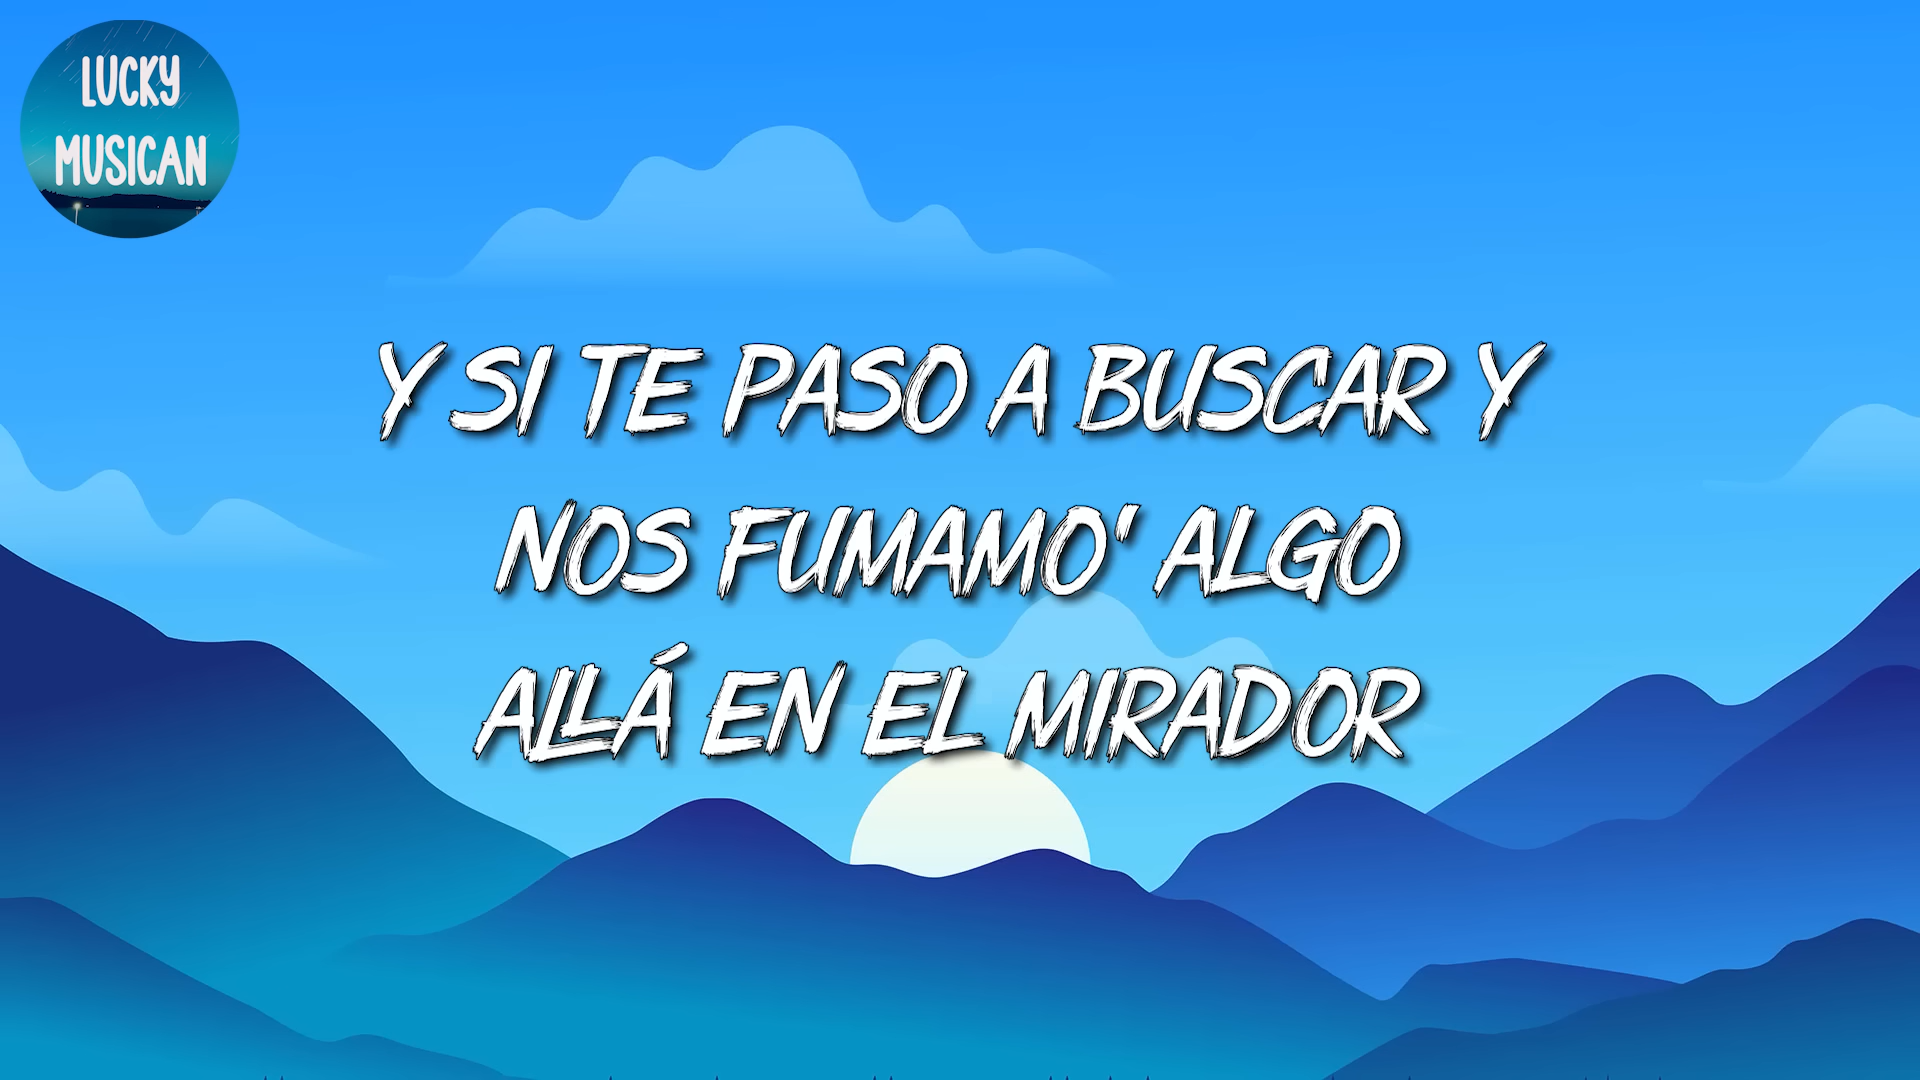 LUCKY
MUSICAN
Y SI TE PASO A BUSCAR Y
NOS FUMAMO' ALGO
ALLÁ EN EL MIRADOR